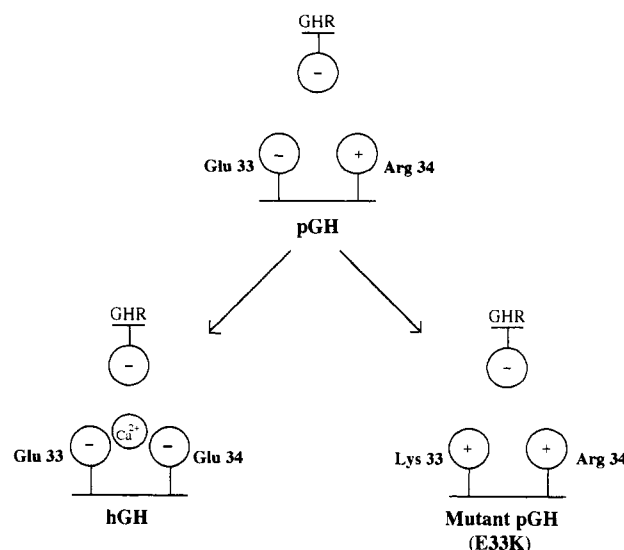 GHR
−
Glu 33 ~ + Arg 34
pGH
GHR GHR
− ~
Glu 33 − Ca2+ − Glu 34 Lys 33 + + Arg 34
hGH Mutant pGH
(E33K)